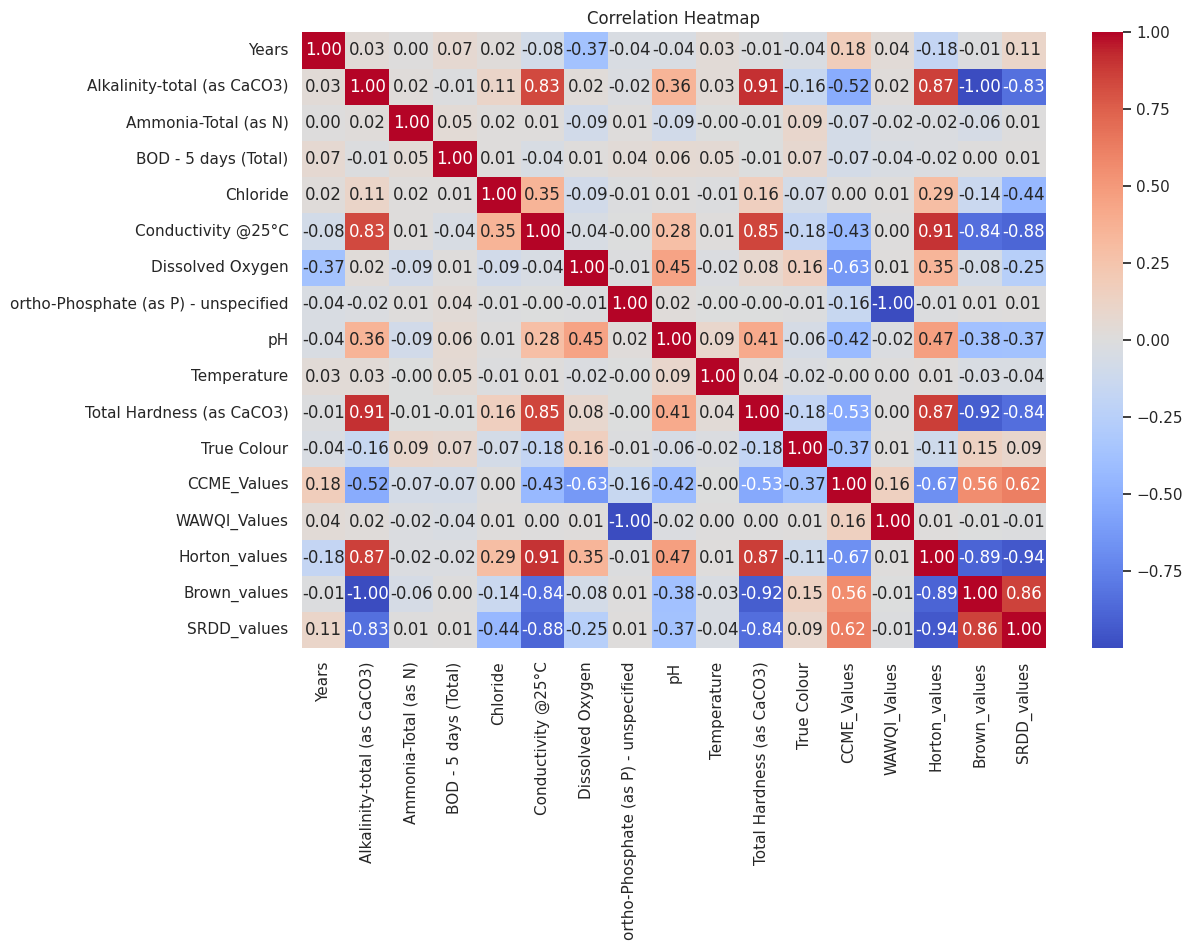 Correlation Heatmap
Years 1.00 0.03 0.00 0.07 0.02 -0.08 -0.37 -0.04 -0.04 0.03 -0.01 -0.04 0.18 0.04 -0.18 -0.01 0.11
Alkalinity-total (as CaCO3) 0.03 1.00 0.02 -0.01 0.11 0.83 0.02 -0.02 0.36 0.03 0.91 -0.16 -0.52 0.02 0.87 -1.00 -0.83
Ammonia-Total (as N) 0.00 0.02 1.00 0.05 0.02 0.01 -0.09 0.01 -0.09 -0.00 -0.01 0.09 -0.07 -0.02 -0.02 -0.06 0.01
BOD - 5 days (Total) 0.07 -0.01 0.05 1.00 0.01 -0.04 0.01 0.04 0.06 0.05 -0.01 0.07 -0.07 -0.04 -0.02 0.00 0.01
Chloride 0.02 0.11 0.02 0.01 1.00 0.35 -0.09 -0.01 0.01 -0.01 0.16 -0.07 0.00 0.01 0.29 -0.14 -0.44
Conductivity @25°C -0.08 0.83 0.01 -0.04 0.35 1.00 -0.04 -0.00 0.28 0.01 0.85 -0.18 -0.43 0.00 0.91 -0.84 -0.88
Dissolved Oxygen -0.37 0.02 -0.09 0.01 -0.09 -0.04 1.00 -0.01 0.45 -0.02 0.08 0.16 -0.63 0.01 0.35 -0.08 -0.25
ortho-Phosphate (as P) - unspecified -0.04 -0.02 0.01 0.04 -0.01 -0.00 -0.01 1.00 0.02 -0.00 -0.00 -0.01 -0.16 -1.00 -0.01 0.01 0.01
pH -0.04 0.36 -0.09 0.06 0.01 0.28 0.45 0.02 1.00 0.09 0.41 -0.06 -0.42 -0.02 0.47 -0.38 -0.37
Temperature 0.03 0.03 -0.00 0.05 -0.01 0.01 -0.02 -0.00 0.09 1.00 0.04 -0.02 -0.00 0.00 0.01 -0.03 -0.04
Total Hardness (as CaCO3) -0.01 0.91 -0.01 -0.01 0.16 0.85 0.08 -0.00 0.41 0.04 1.00 -0.18 -0.53 0.00 0.87 -0.92 -0.84
True Colour -0.04 -0.16 0.09 0.07 -0.07 -0.18 0.16 -0.01 -0.06 -0.02 -0.18 1.00 -0.37 0.01 -0.11 0.15 0.09
CCME_Values 0.18 -0.52 -0.07 -0.07 0.00 -0.43 -0.63 -0.16 -0.42 -0.00 -0.53 -0.37 1.00 0.16 -0.67 0.56 0.62
WAWQI_Values 0.04 0.02 -0.02 -0.04 0.01 0.00 0.01 -1.00 -0.02 0.00 0.00 0.01 0.16 1.00 0.01 -0.01 -0.01
Horton_values -0.18 0.87 -0.02 -0.02 0.29 0.91 0.35 -0.01 0.47 0.01 0.87 -0.11 -0.67 0.01 1.00 -0.89 -0.94
Brown_values -0.01 -1.00 -0.06 0.00 -0.14 -0.84 -0.08 0.01 -0.38 -0.03 -0.92 0.15 0.56 -0.01 -0.89 1.00 0.86
SRDD_values 0.11 -0.83 0.01 0.01 -0.44 -0.88 -0.25 0.01 -0.37 -0.04 -0.84 0.09 0.62 -0.01 -0.94 0.86 1.00
Years
Alkalinity-total (as CaCO3)
Ammonia-Total (as N)
BOD - 5 days (Total)
Chloride
Conductivity @25°C
Dissolved Oxygen
ortho-Phosphate (as P) - unspecified
pH
Temperature
Total Hardness (as CaCO3)
True Colour
CCME_Values
WAWQI_Values
Horton_values
Brown_values
SRDD_values
1.00
0.75
0.50
0.25
0.00
−0.25
−0.50
−0.75